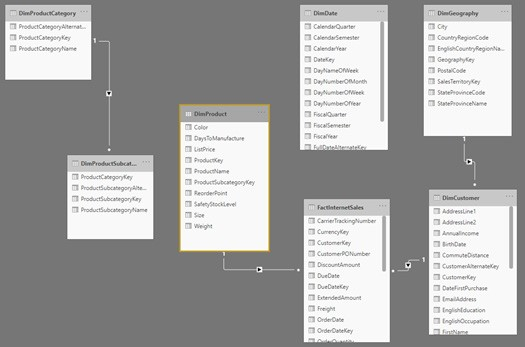 DimProductCategory ...
ProductCategoryAlternat...
ProductCategoryKey
ProductCategoryName
1
*
DimProductSubcat... ...
ProductCategoryKey
ProductSubcategoryAlte...
ProductSubcategoryKey
ProductSubcategoryName
DimProduct ...
Color
DaysToManufacture
ListPrice
ProductKey
ProductName
ProductSubcategoryKey
ReorderPoint
SafetyStockLevel
Size
Weight
1
*
DimDate ...
CalendarQuarter
CalendarSemester
CalendarYear
DateKey
DayNameOfWeek
DayNumberOfMonth
DayNumberOfWeek
DayNumberOfYear
FiscalQuarter
FiscalSemester
FiscalYear
FullDateAlternateKey
DimGeography ...
City
CountryRegionCode
EnglishCountryRegionNa...
GeographyKey
PostalCode
SalesTerritoryKey
StateProvinceCode
StateProvinceName
1
*
FactInternetSales ...
CarrierTrackingNumber
CurrencyKey
CustomerKey
CustomerPONumber
DiscountAmount
DueDate
DueDateKey
ExtendedAmount
Freight
OrderDate
OrderDateKey
OrderQuantity
*
1
DimCustomer ...
AddressLine1
AddressLine2
AnnualIncome
BirthDate
CommuteDistance
CustomerAlternateKey
CustomerKey
DateFirstPurchase
EmailAddress
EnglishEducation
EnglishOccupation
FirstName